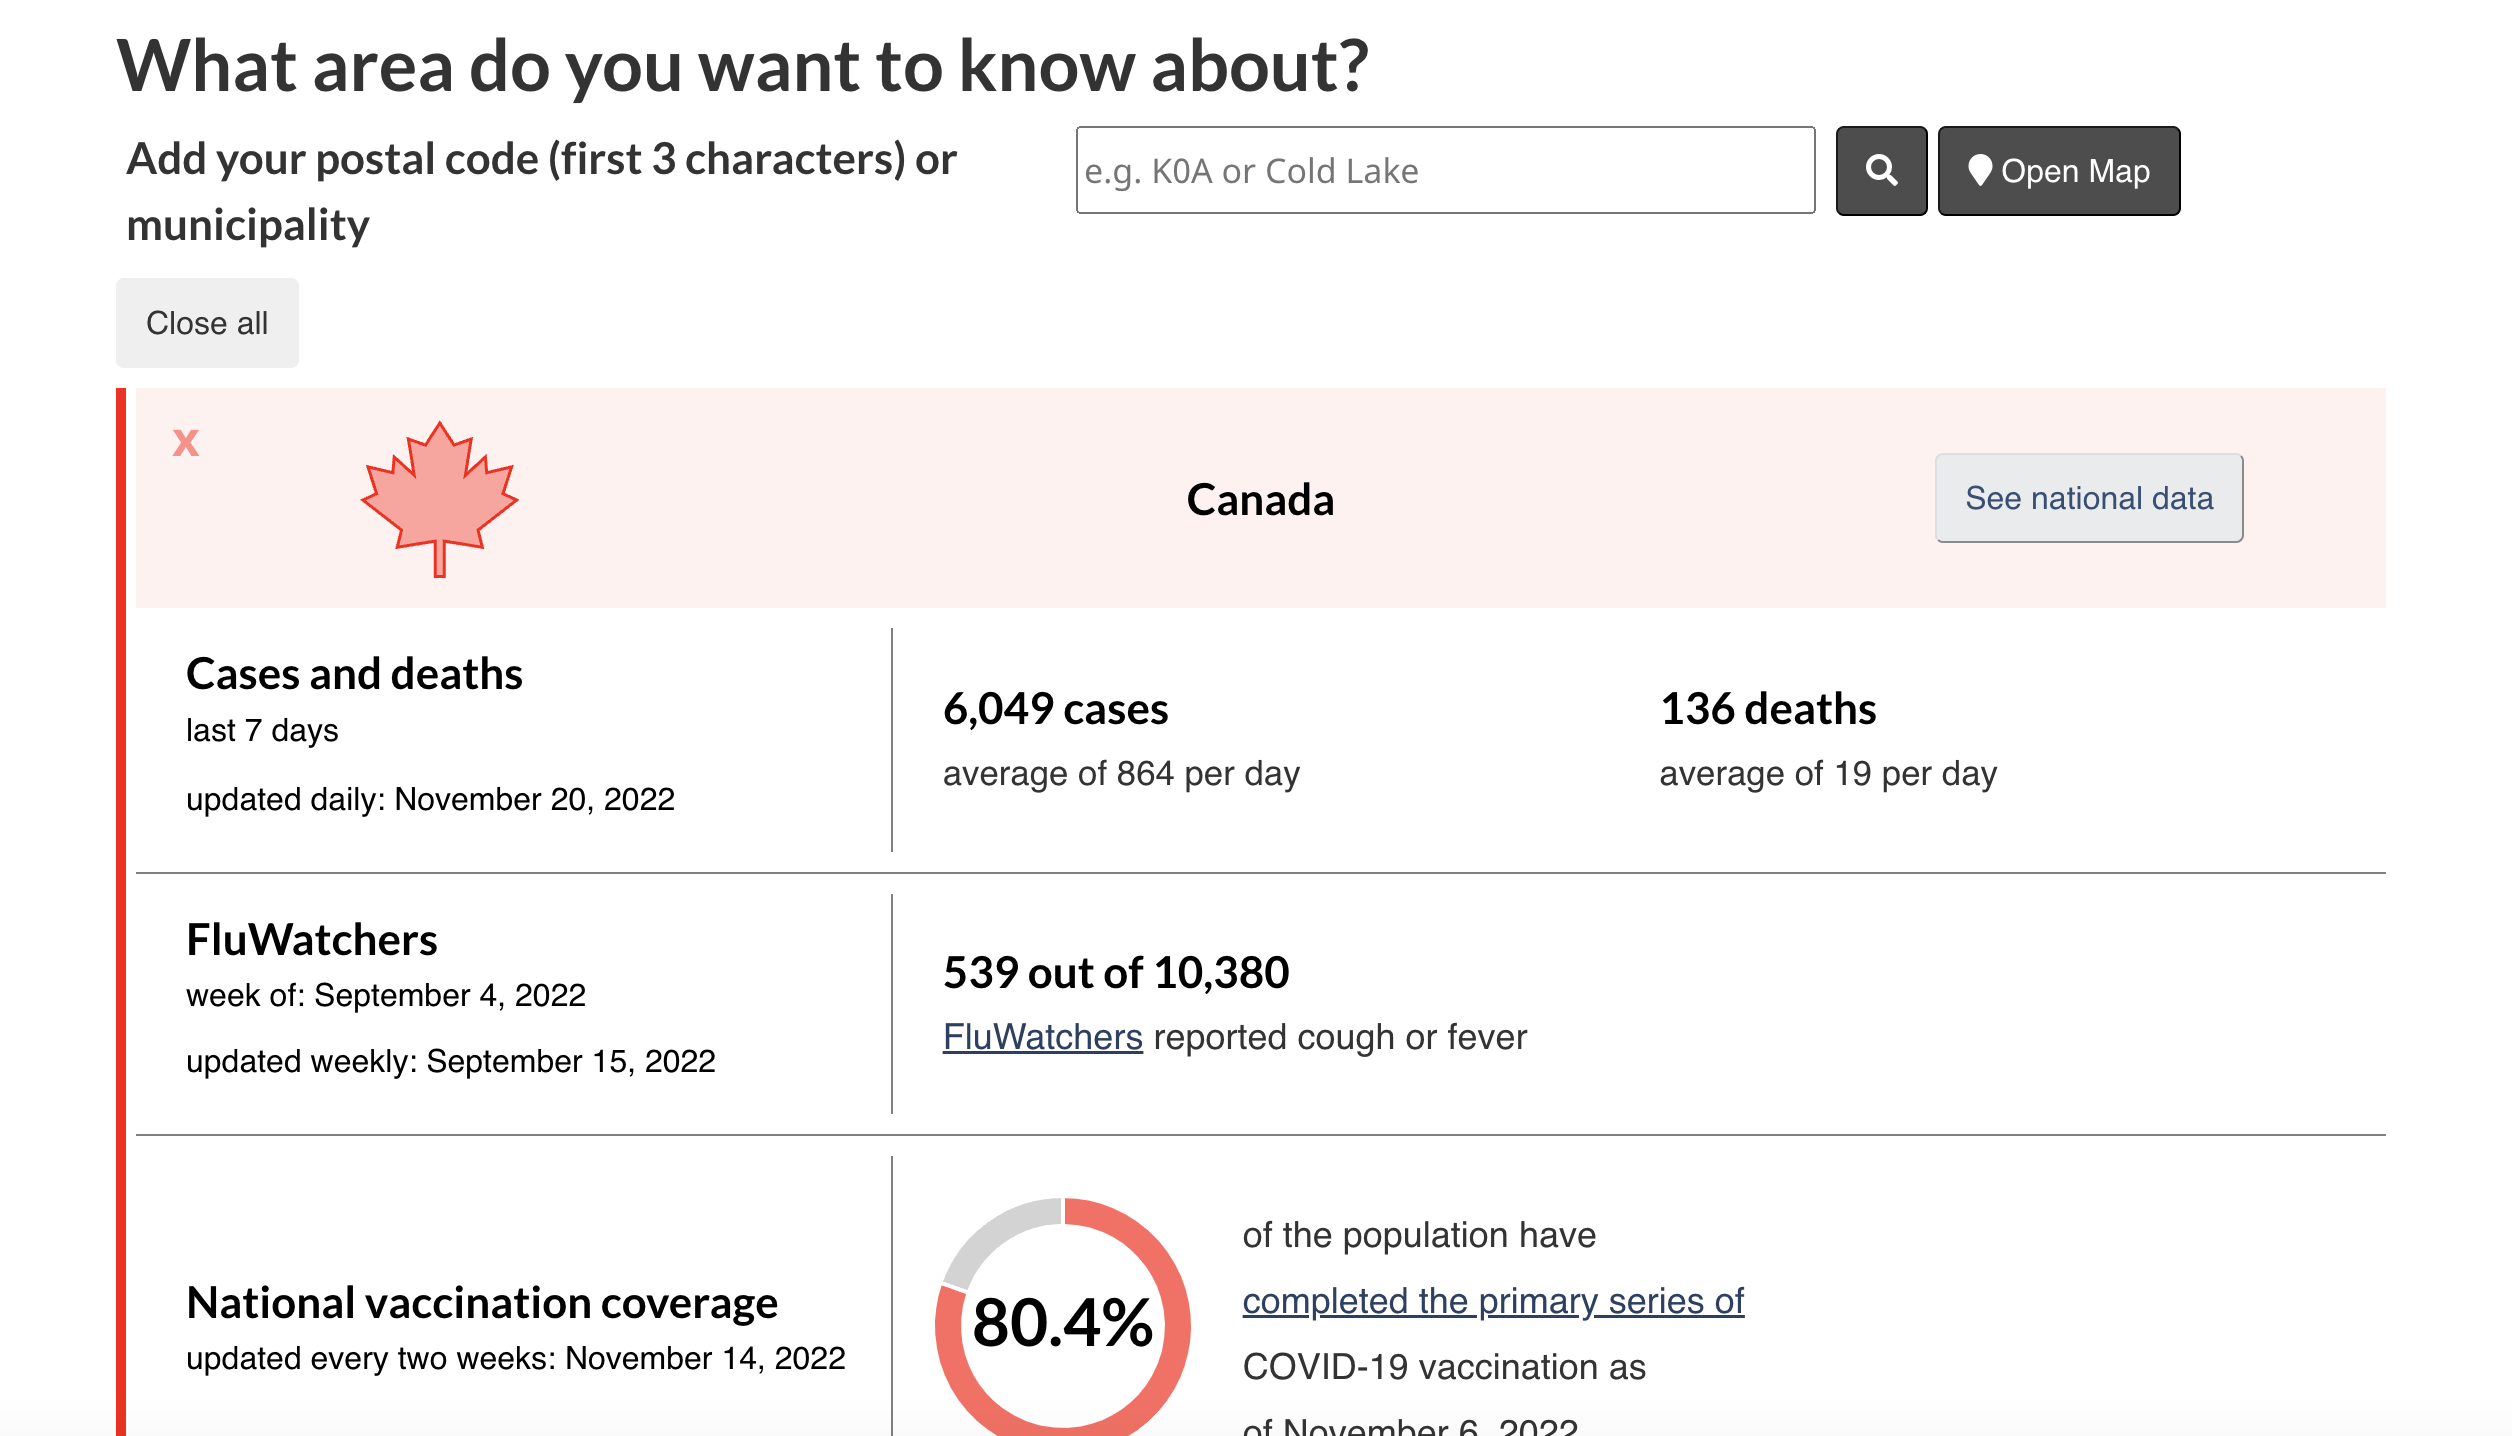 What area do you want to know about?
Add your postal code (first 3 characters) or
municipality
e.g. K0A or Cold Lake
Open Map
Close all
x
Canada
See national data
Cases and deaths
last 7 days
updated daily: November 20, 2022
6,049 cases
average of 864 per day
136 deaths
average of 19 per day
FluWatchers
week of: September 4, 2022
updated weekly: September 15, 2022
539 out of 10,380
FluWatchers reported cough or fever
National vaccination coverage
updated every two weeks: November 14, 2022
80.4%
of the population have
completed the primary series of
COVID-19 vaccination as
of November 6, 2022